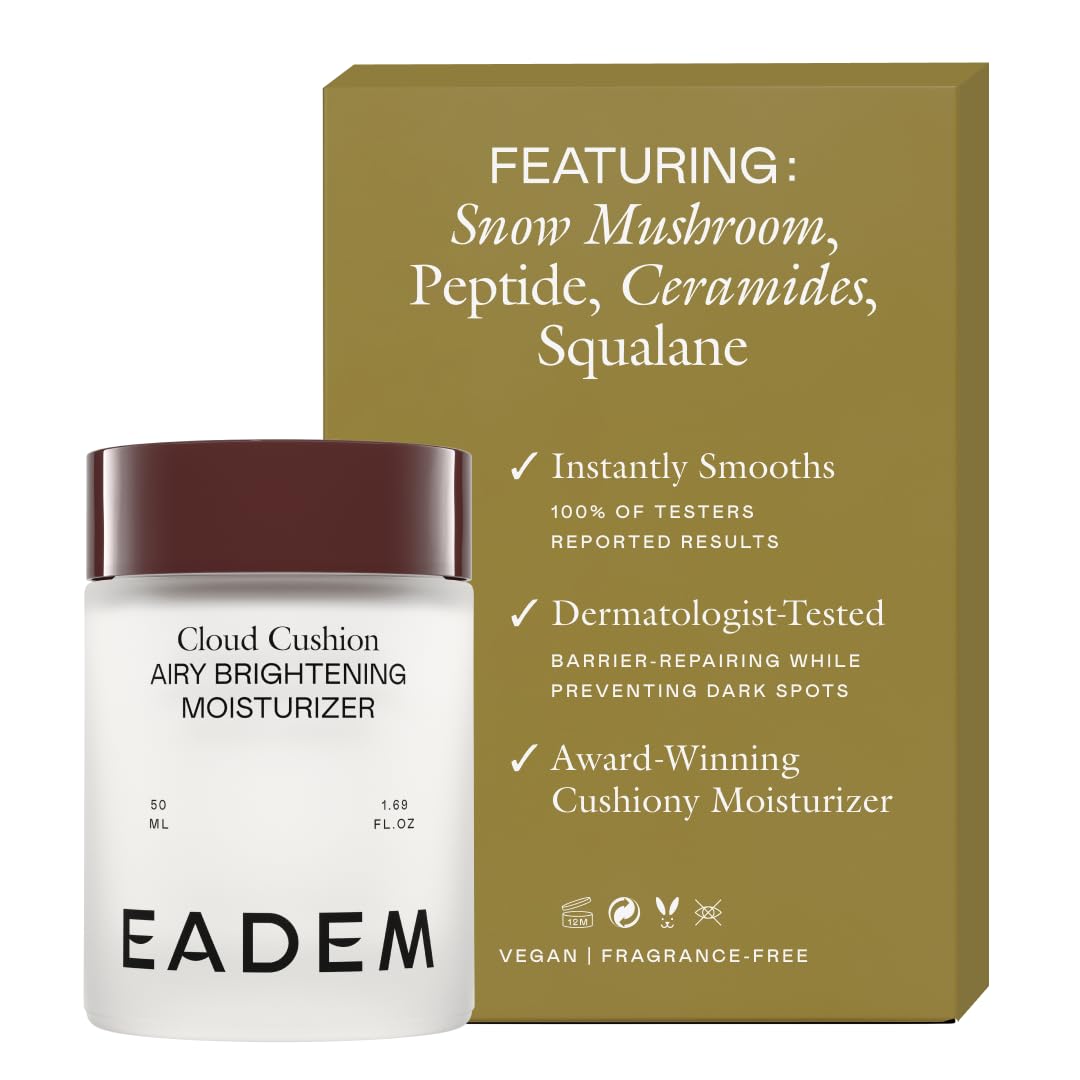 FEATURING:
Snow Mushroom,
Peptide, Ceramides,
Squalane
✓ Instantly Smooths
100% OF TESTERS
REPORTED RESULTS
✓ Dermatologist-Tested
BARRIER-REPAIRING WHILE
PREVENTING DARK SPOTS
✓ Award-Winning
Cushiony Moisturizer
12M
VEGAN | FRAGRANCE-FREE
Cloud Cushion
AIRY BRIGHTENING
MOISTURIZER
50 1.69
ML FL.OZ
EADEM